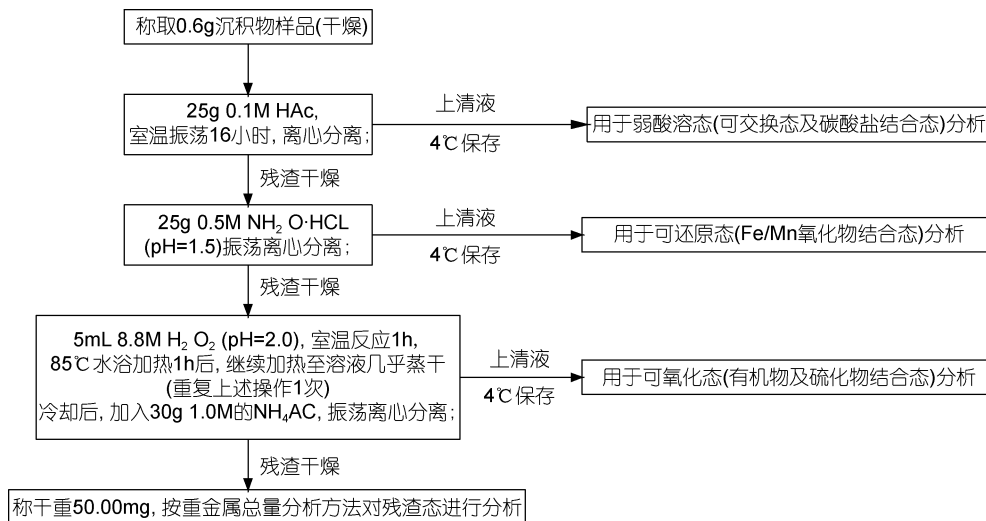 称取0.6g沉积物样品(干燥)
25g 0.1M HAc,
室温振荡16小时, 离心分离;
上清液
4℃保存
用于弱酸溶态(可交换态及碳酸盐结合态)分析
残渣干燥
25g 0.5M NH₂ O·HCL
(pH=1.5)振荡离心分离;
上清液
4℃保存
用于可还原态(Fe/Mn氧化物结合态)分析
残渣干燥
5mL 8.8M H₂ O₂ (pH=2.0), 室温反应1h,
85℃水浴加热1h后, 继续加热至溶液几乎蒸干
(重复上述操作1次)
冷却后, 加入30g 1.0M的NH₄AC, 振荡离心分离;
上清液
4℃保存
用于可氧化态(有机物及硫化物结合态)分析
残渣干燥
称干重50.00mg, 按重金属总量分析方法对残渣态进行分析